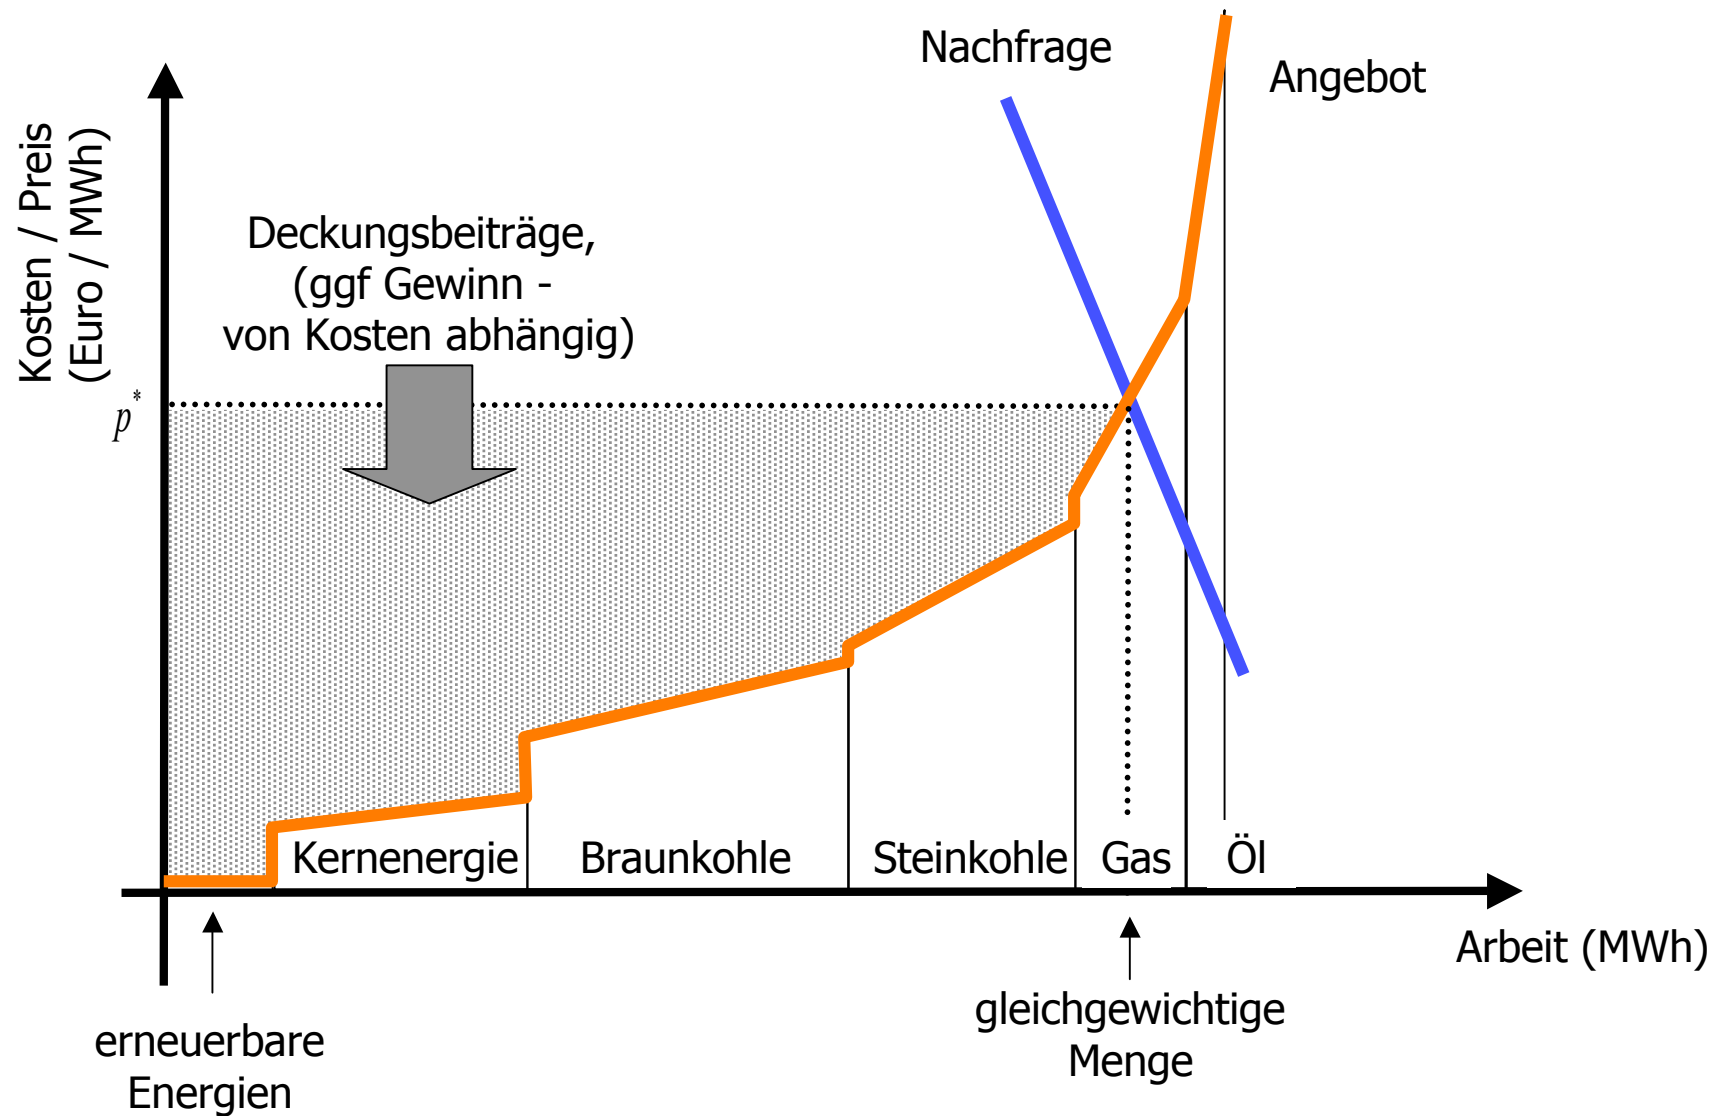 Nachfrage
Angebot
Kosten / Preis
(Euro / MWh)
Deckungsbeiträge,
(ggf Gewinn -
von Kosten abhängig)
p*
Kernenergie
Braunkohle
Steinkohle
Gas
Öl
Arbeit (MWh)
erneuerbare
Energien
gleichgewichtige
Menge